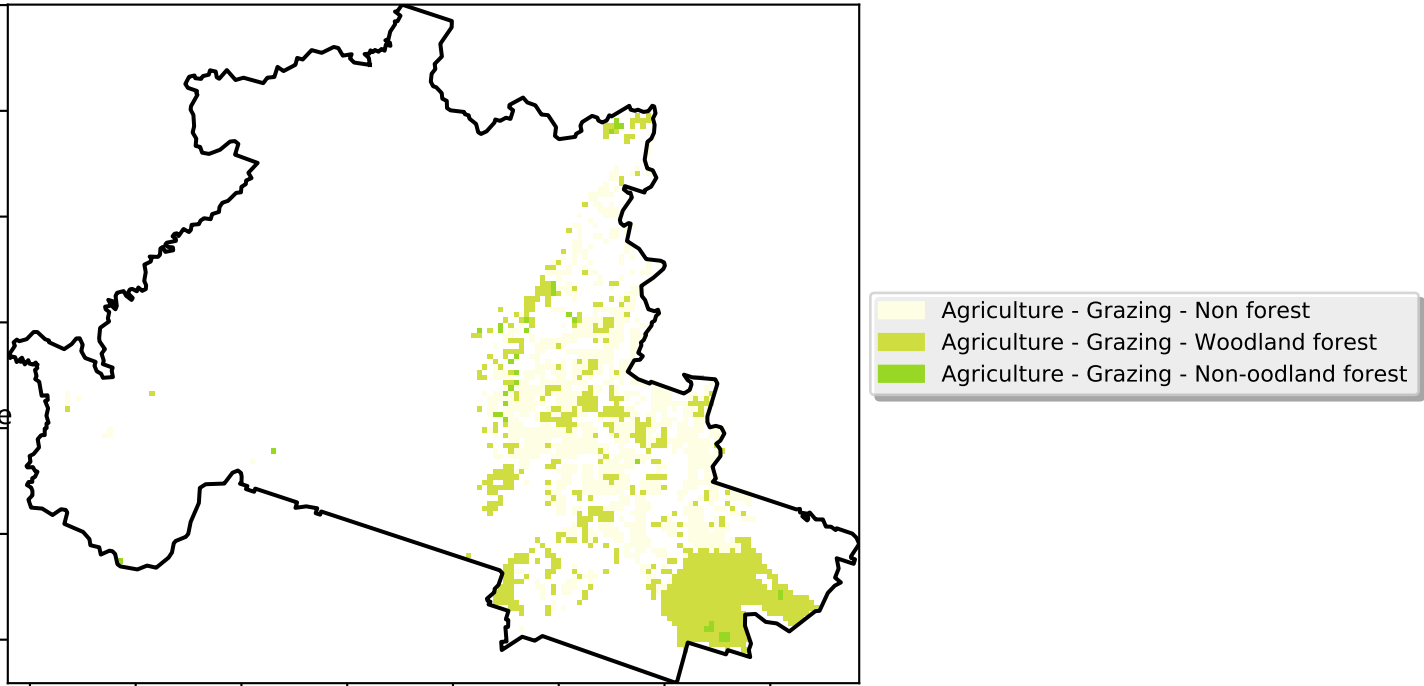 Agriculture - Grazing - Non forest
Agriculture - Grazing - Woodland forest
Agriculture - Grazing - Non-oodland forest